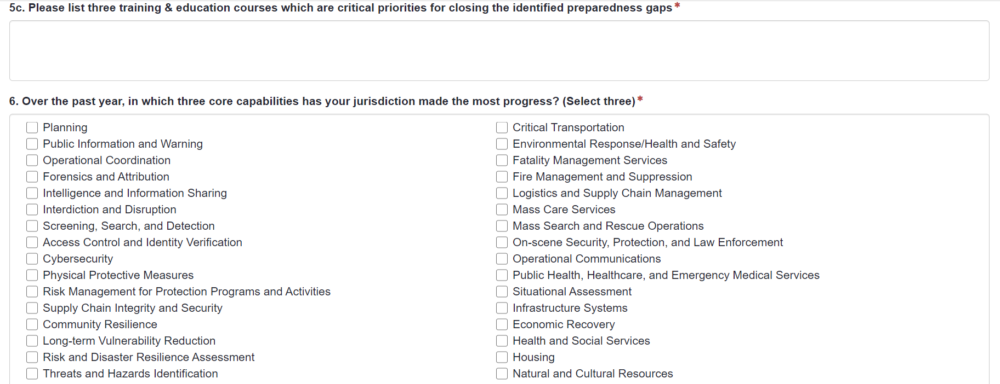 5c. Please list three training & education courses which are critical priorities for closing the identified preparedness gaps*
6. Over the past year, in which three core capabilities has your jurisdiction made the most progress? (Select three)*
Planning
Public Information and Warning
Operational Coordination
Forensics and Attribution
Intelligence and Information Sharing
Interdiction and Disruption
Screening, Search, and Detection
Access Control and Identity Verification
Cybersecurity
Physical Protective Measures
Risk Management for Protection Programs and Activities
Supply Chain Integrity and Security
Community Resilience
Long-term Vulnerability Reduction
Risk and Disaster Resilience Assessment
Threats and Hazards Identification
Critical Transportation
Environmental Response/Health and Safety
Fatality Management Services
Fire Management and Suppression
Logistics and Supply Chain Management
Mass Care Services
Mass Search and Rescue Operations
On-scene Security, Protection, and Law Enforcement
Operational Communications
Public Health, Healthcare, and Emergency Medical Services
Situational Assessment
Infrastructure Systems
Economic Recovery
Health and Social Services
Housing
Natural and Cultural Resources